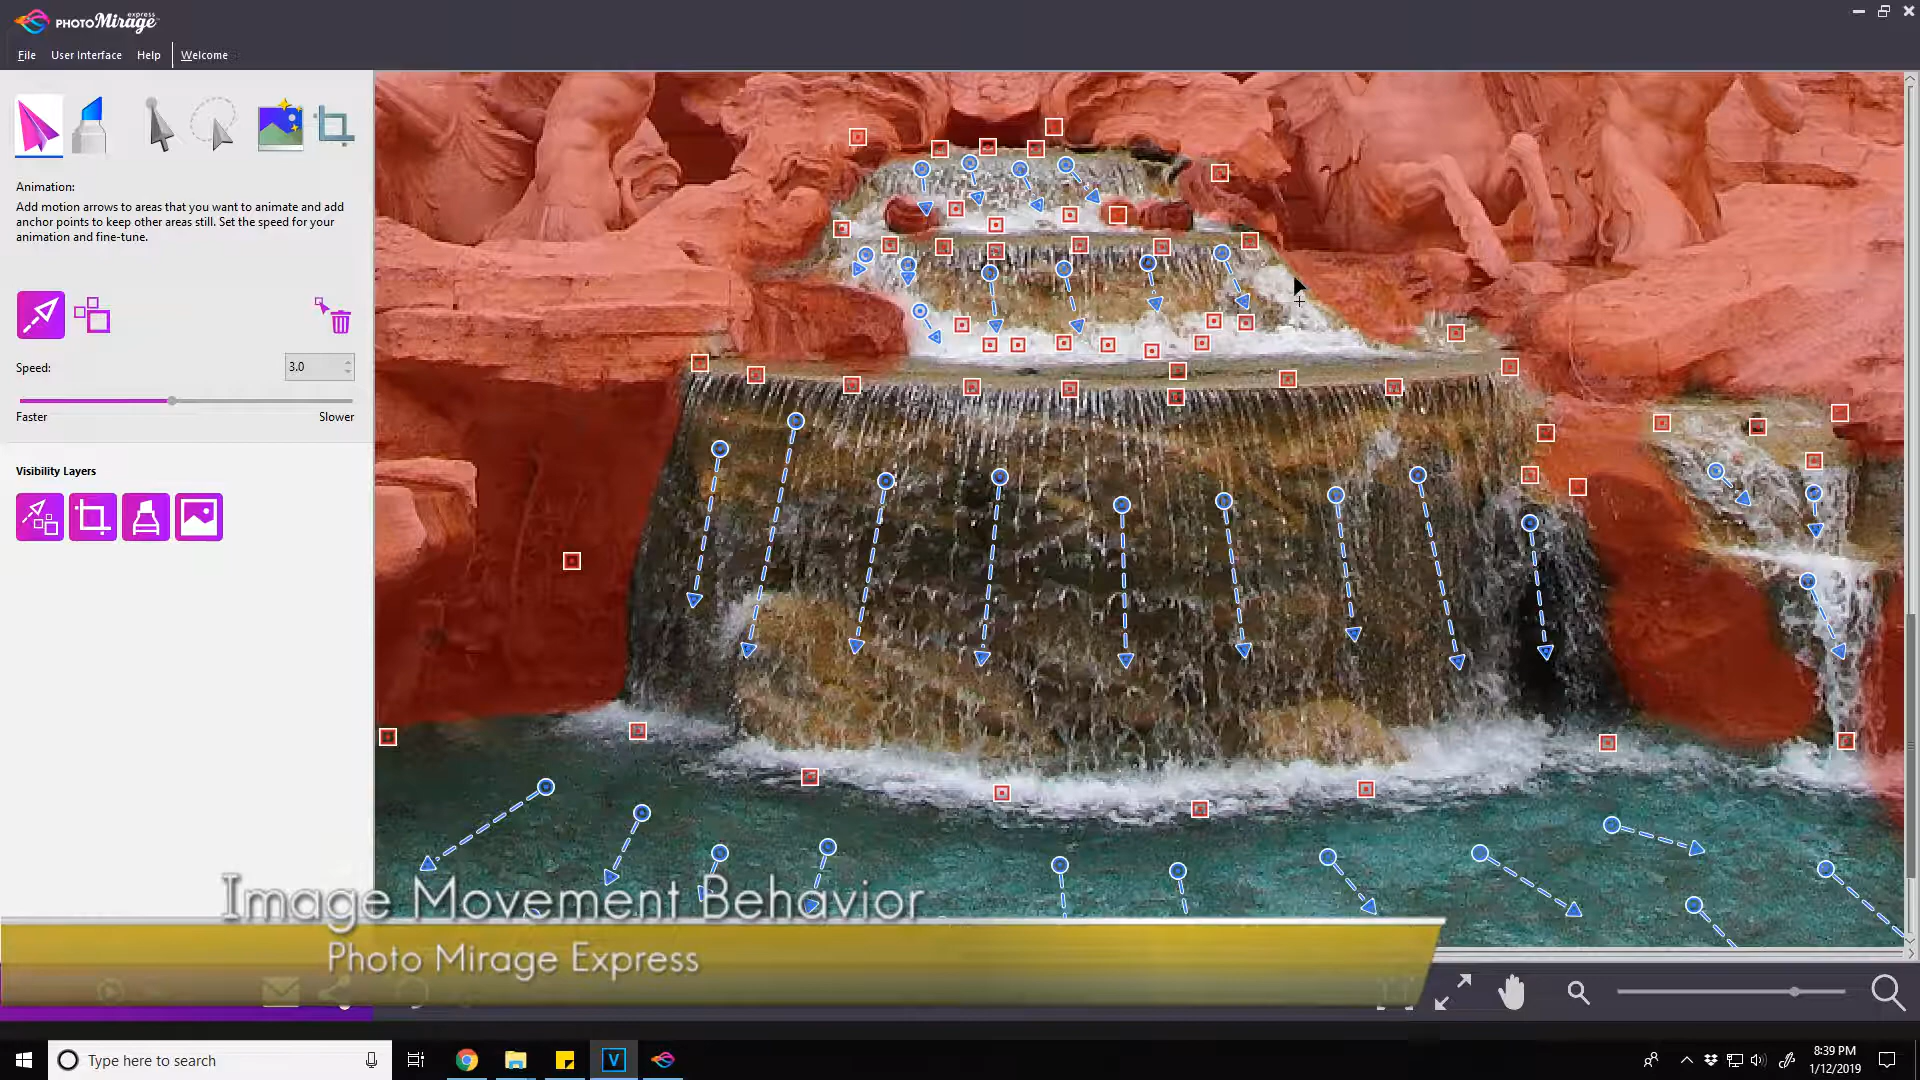 express
PHOTO Mirage
File User Interface Help Welcome
Animation:
Add motion arrows to areas that you want to animate and add
anchor points to keep other areas still. Set the speed for your
animation and fine-tune.
Speed: 3.0
Faster Slower
Visibility Layers
Image Movement Behavior
Photo Mirage Express
Type here to search
V
8:39 PM
1/12/2019